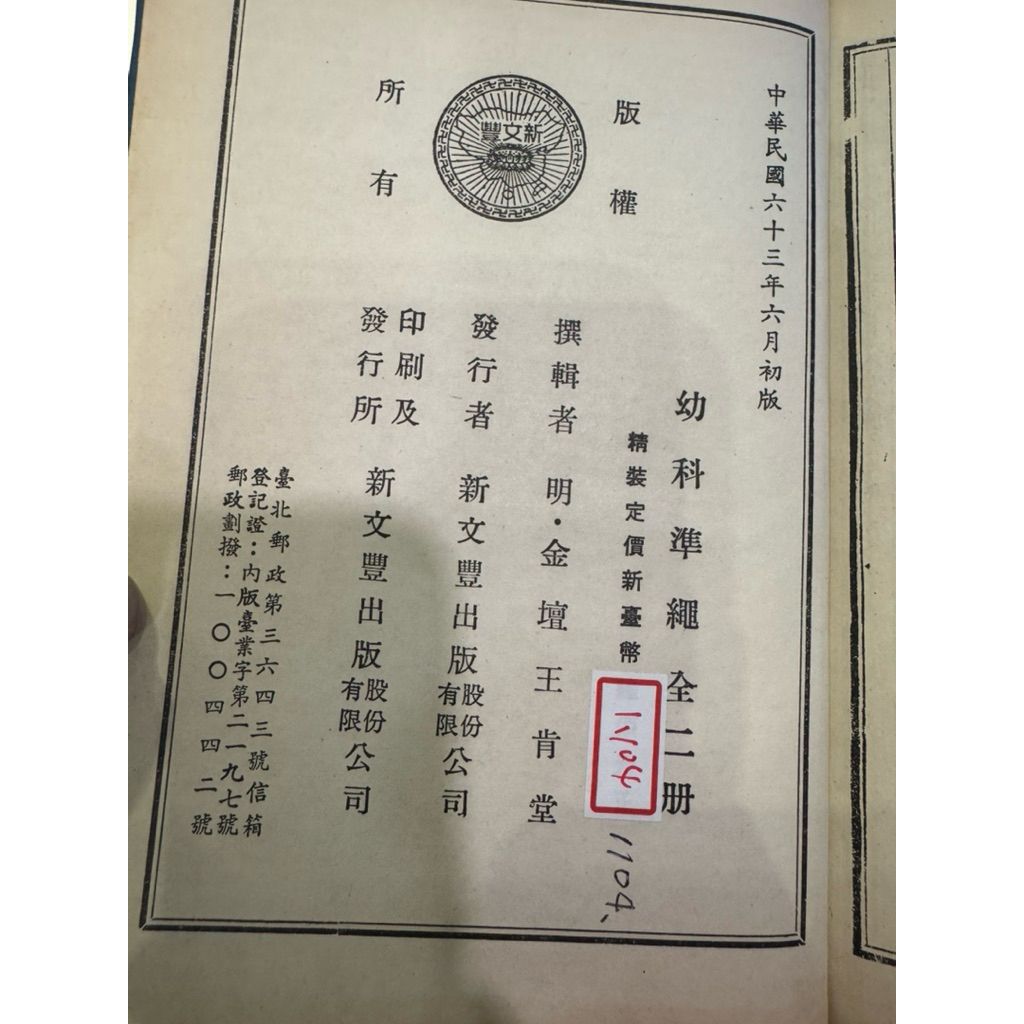 中華民國六十三年六月初版
版權
新文豐
所有
幼科準繩全二册
精裝定價新臺幣
1,104
1104、
撰輯者 明・金壇王肯堂
發行者 新文豐出版股份有限公司
印刷及發行所 新文豐出版股份有限公司
臺北郵政第三六四三號信箱
登記證：內版臺業字第二一九七號
郵政劃撥：一〇〇四四二號